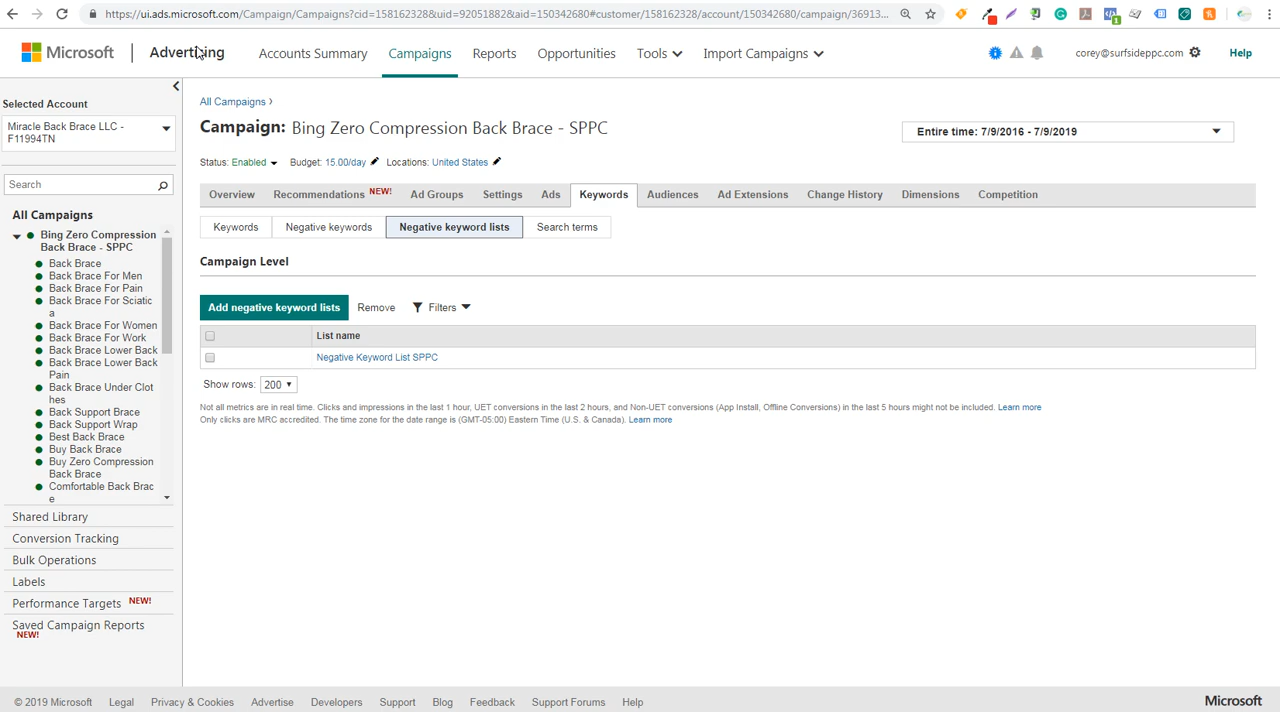 https://ui.ads.microsoft.com/Campaign/Campaigns?cid=158162328&uid=92051882&aid=150342680#customer/158162328/account/150342680/campaign/36913...
Microsoft | Advertising Accounts Summary Campaigns Reports Opportunities Tools Import Campaigns corey@surfsideppc.com Help
Selected Account
Miracle Back Brace LLC -
F11994TN
Search
All Campaigns
Bing Zero Compression
Back Brace - SPPC
Back Brace
Back Brace For Men
Back Brace For Pain
Back Brace For Sciatic
a
Back Brace For Women
Back Brace For Work
Back Brace Lower Back
Back Brace Lower Back
Pain
Back Brace Under Clot
hes
Back Support Brace
Back Support Wrap
Best Back Brace
Buy Back Brace
Buy Zero Compression
Back Brace
Comfortable Back Brac
e
Shared Library
Conversion Tracking
Bulk Operations
Labels
Performance Targets NEW!
Saved Campaign Reports
NEW!
All Campaigns ›
Campaign: Bing Zero Compression Back Brace - SPPC
Entire time: 7/9/2016 - 7/9/2019
Status: Enabled Budget: 15.00/day Locations: United States
Overview Recommendations NEW! Ad Groups Settings Ads Keywords Audiences Ad Extensions Change History Dimensions Competition
Keywords Negative keywords Negative keyword lists Search terms
Campaign Level
Add negative keyword lists Remove Filters
List name
Negative Keyword List SPPC
Show rows: 200
Not all metrics are in real time. Clicks and impressions in the last 1 hour, UET conversions in the last 2 hours, and Non-UET conversions (App Install, Offline Conversions) in the last 5 hours might not be included. Learn more
Only clicks are MRC accredited. The time zone for the date range is (GMT-05:00) Eastern Time (U.S. & Canada). Learn more
© 2019 Microsoft Legal Privacy & Cookies Advertise Developers Support Blog Feedback Support Forums Help Microsoft